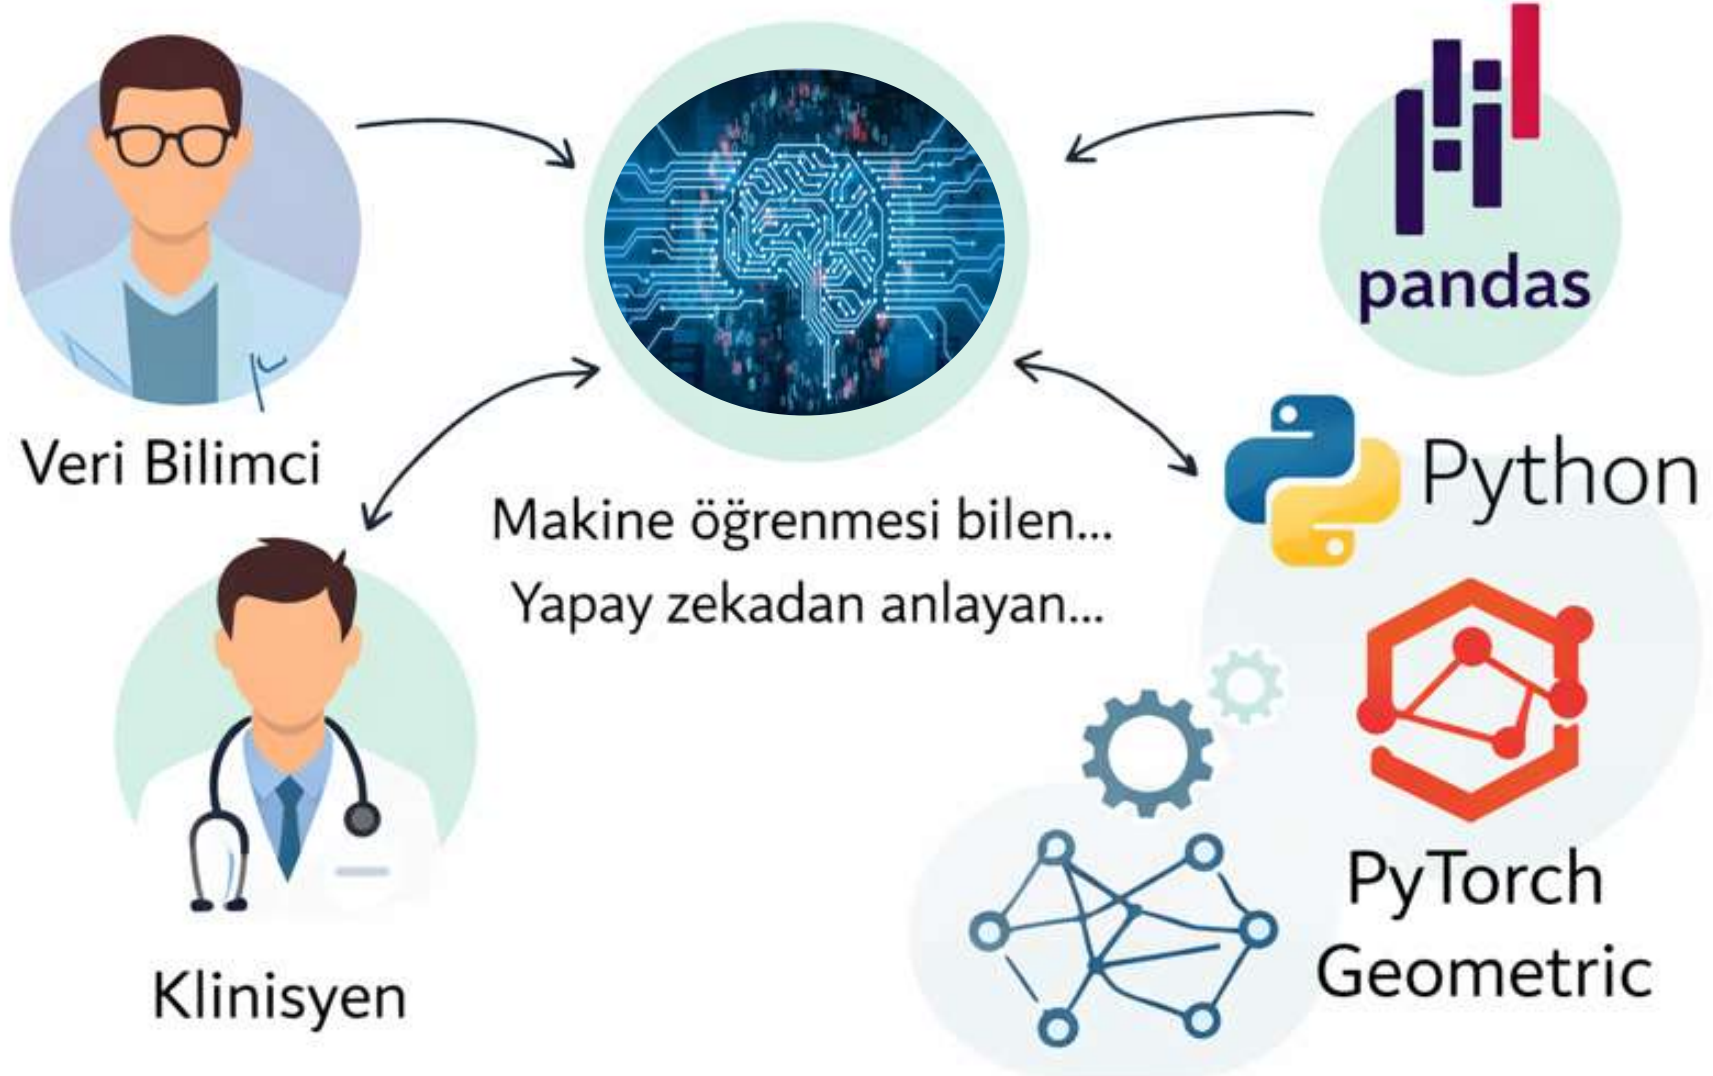 pandas
Veri Bilimci
Python
Makine öğrenmesi bilen...
Yapay zekadan anlayan...
PyTorch
Geometric
Klinisyen